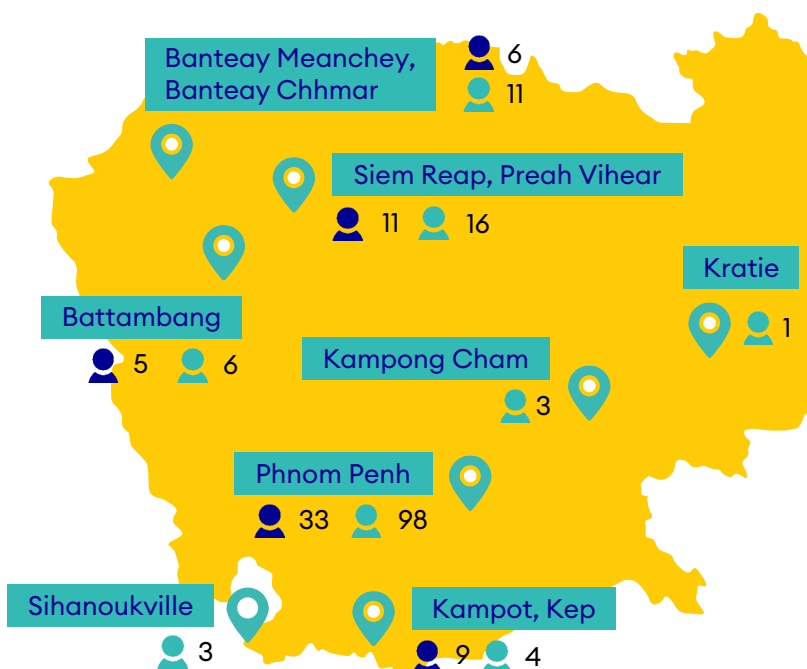 Banteay Meanchey,
Banteay Chhmar
6
11
Siem Reap, Preah Vihear
11 16
Kratie
1
Battambang
5 6
Kampong Cham
3
Phnom Penh
33 98
Sihanoukville
3
Kampot, Kep
9 4